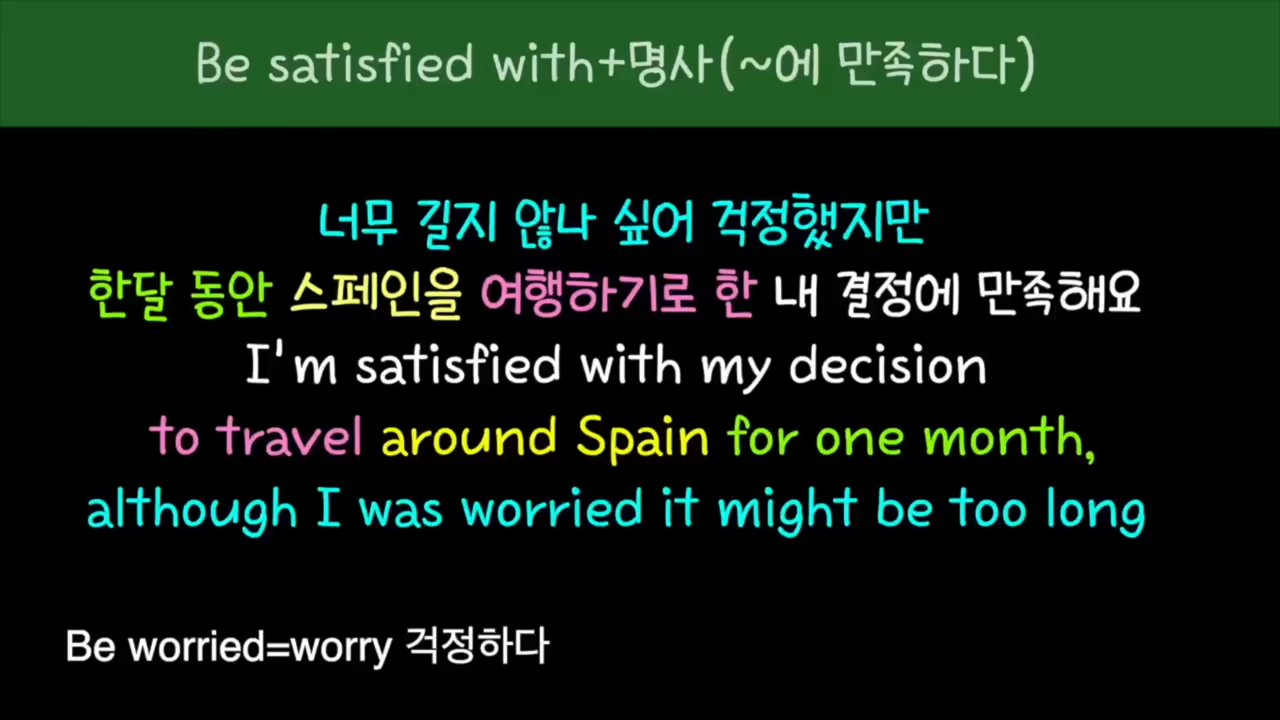 Be satisfied with+명사(~에 만족하다)
너무 길지 않나 싶어 걱정했지만
한달 동안 스페인을 여행하기로 한 내 결정에 만족해요
I'm satisfied with my decision
to travel around Spain for one month,
although I was worried it might be too long
Be worried=worry 걱정하다